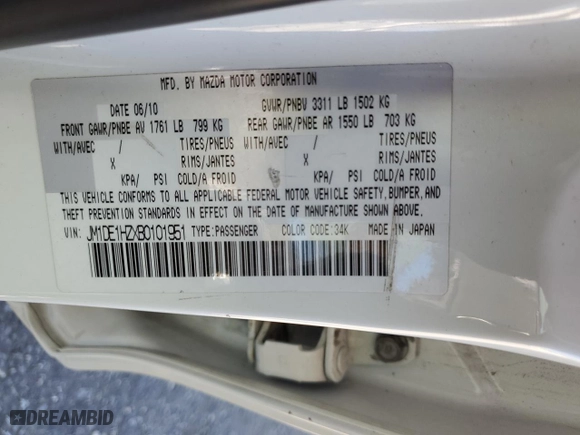 MFD. BY MAZDA MOTOR CORPORATION
DATE 06/10 GVWR/PNBV 3311 LB 1502 KG
FRONT GAWR/PNBE AV 1761 LB 799 KG REAR GAWR/PNBE AR 1550 LB 703 KG
WITH/AVEC / TIRES/PNEUS WITH/AVEC / TIRES/PNEUS
X RIMS/JANTES X RIMS/JANTES
KPA/ PSI COLD/A FROID KPA/ PSI COLD/A FROID
THIS VEHICLE CONFORMS TO ALL APPLICABLE FEDERAL MOTOR VEHICLE SAFETY, BUMPER, AND
THEFT PREVENTION STANDARDS IN EFFECT ON THE DATE OF MANUFACTURE SHOWN ABOVE.
VIN: JM1DE1HZXB0101951 TYPE:PASSENGER COLOR CODE:34K MADE IN JAPAN
DREAMBID